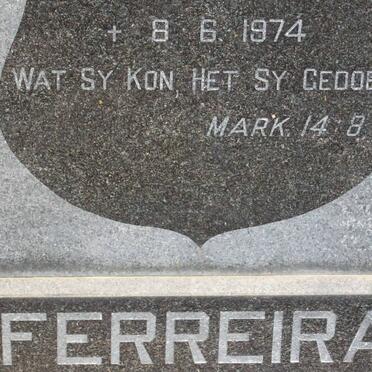 + 8 6. 1974
WAT SY KON, HET SY GEDOE
MARK. 14:8
FERREIRA